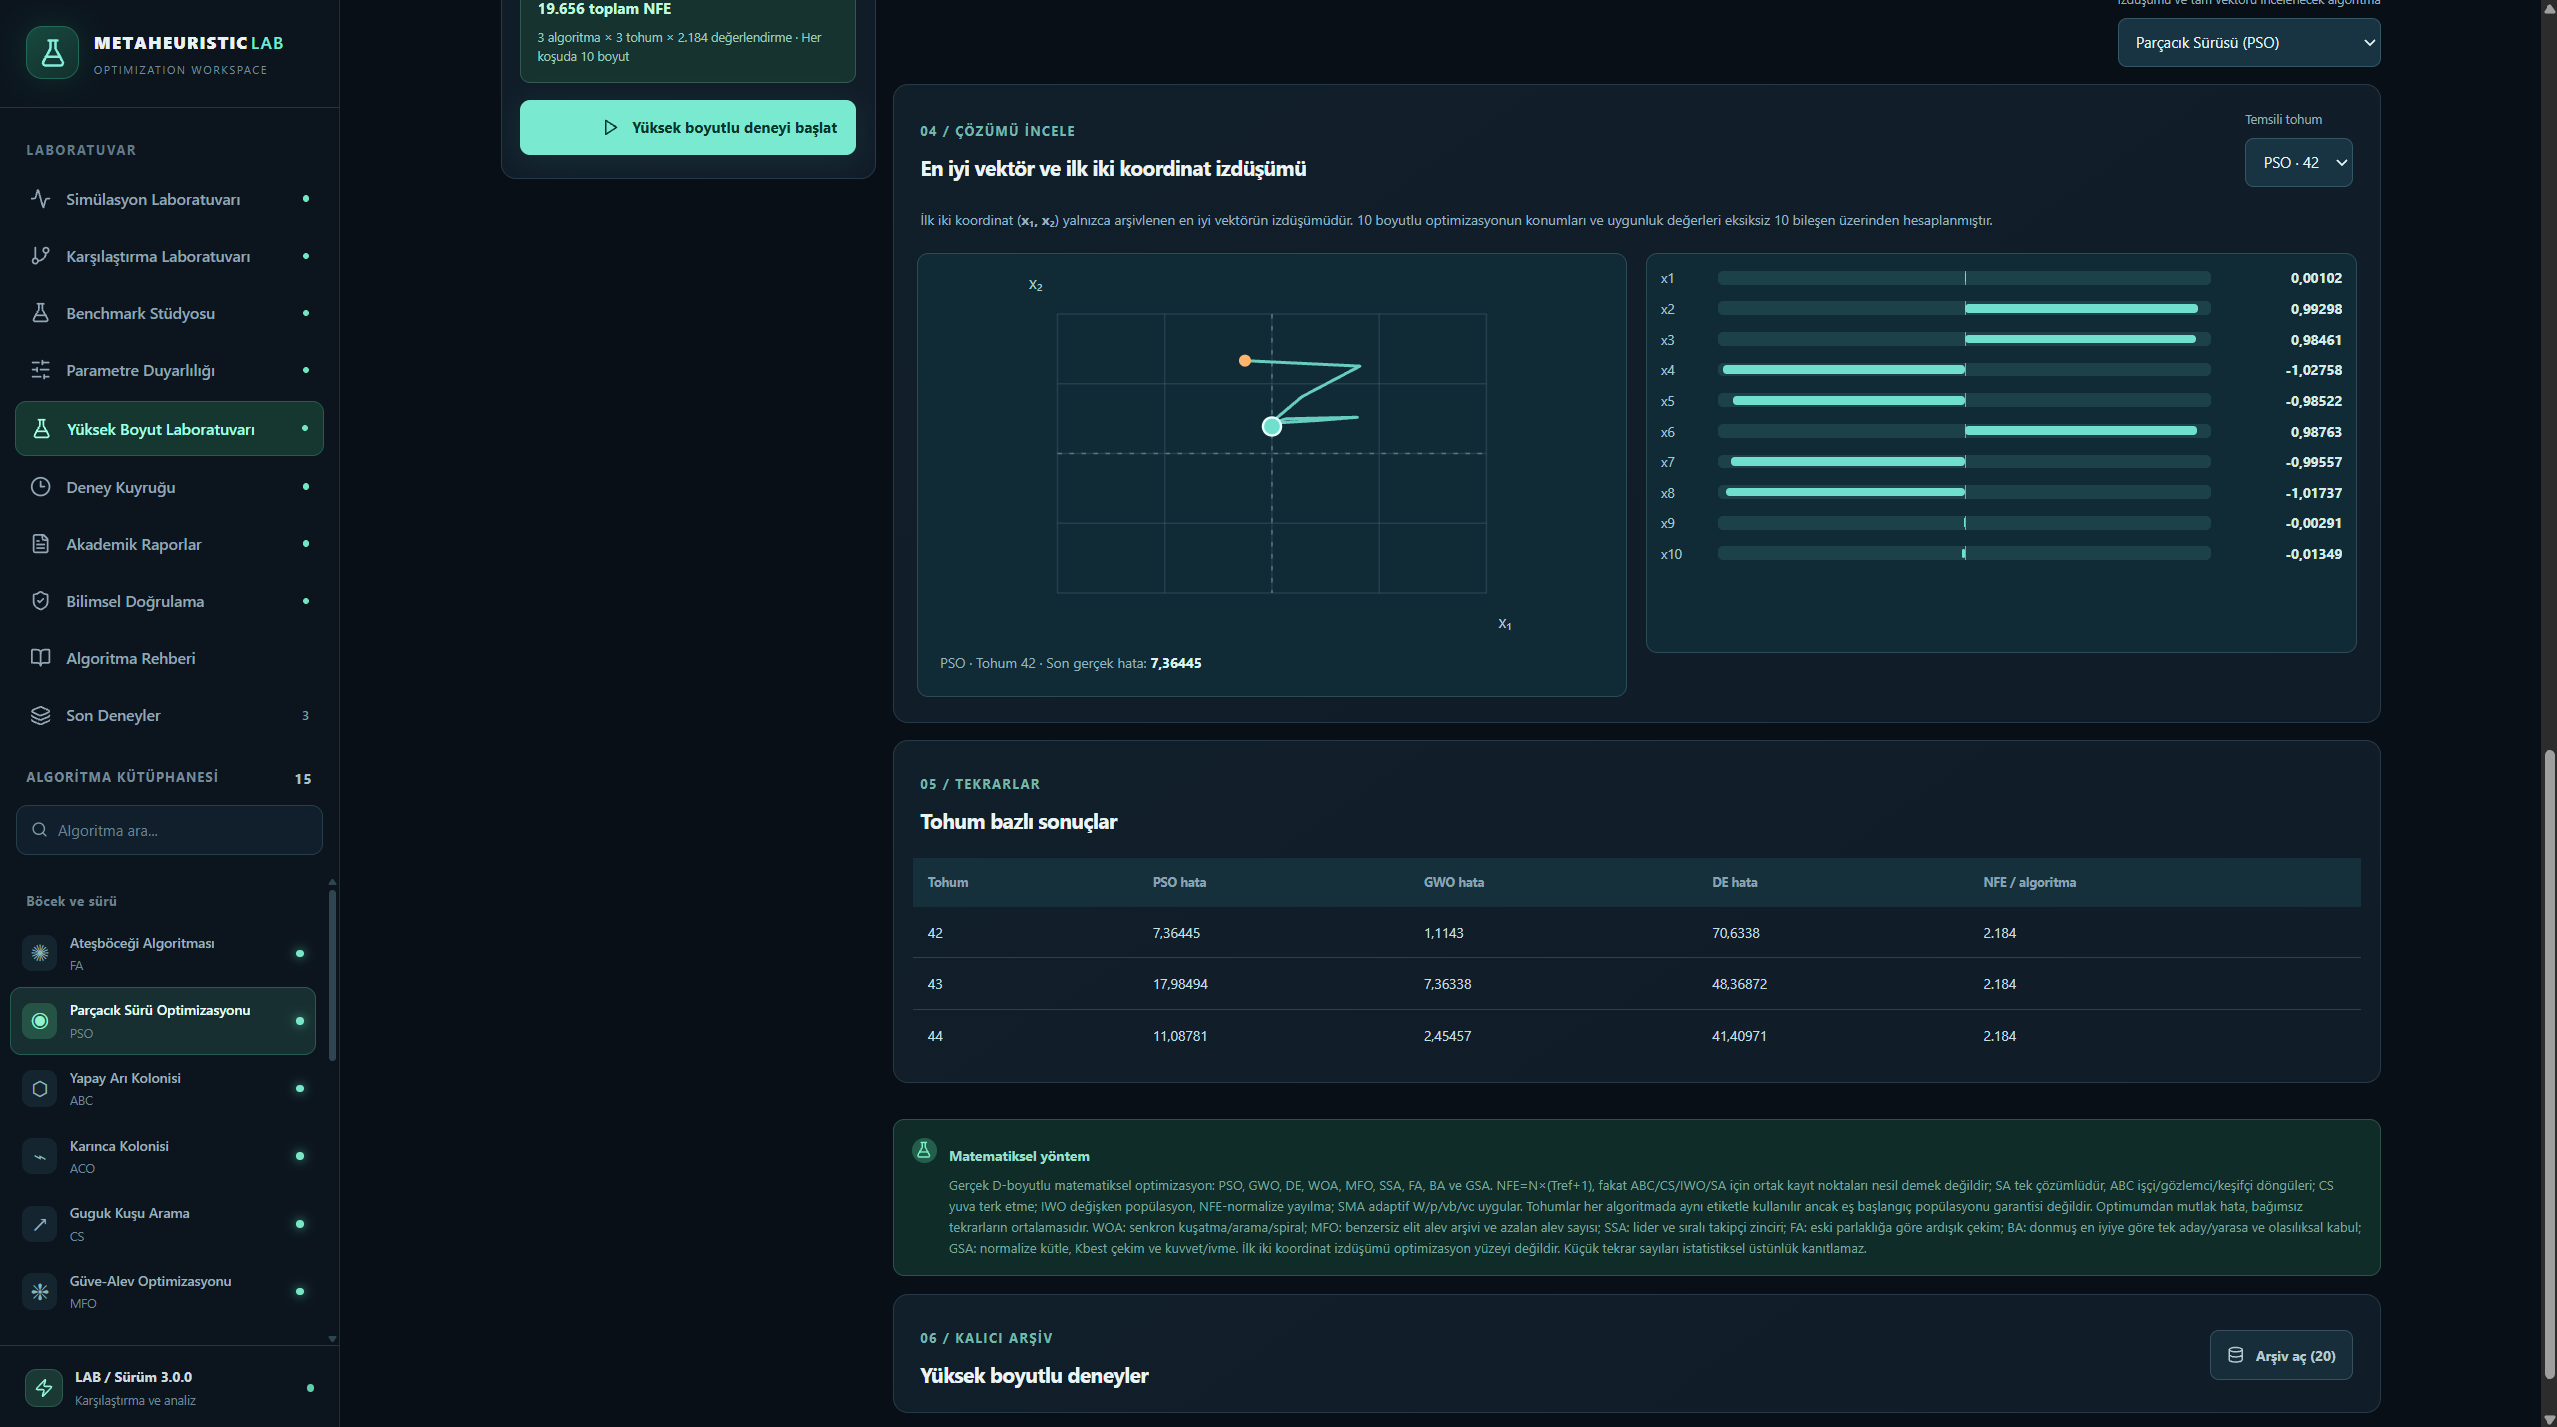 METAHEURISTIC LAB
OPTIMIZATION WORKSPACE
LABORATUVAR
Simülasyon Laboratuvarı
Karşılaştırma Laboratuvarı
Benchmark Stüdyosu
Parametre Duyarlılığı
Yüksek Boyut Laboratuvarı
Deney Kuyruğu
Akademik Raporlar
Bilimsel Doğrulama
Algoritma Rehberi
Son Deneyler 3
ALGORİTMA KÜTÜPHANESİ 15
Algoritma ara...
Böcek ve sürü
Ateşböceği Algoritması
FA
Parçacık Sürü Optimizasyonu
PSO
Yapay Arı Kolonisi
ABC
Karınca Kolonisi
ACO
Guguk Kuşu Arama
CS
Güve-Alev Optimizasyonu
MFO
LAB / Sürüm 3.0.0
Karşılaştırma ve analiz
19.656 toplam NFE
3 algoritma × 3 tohum × 2.184 değerlendirme · Her
koşuda 10 boyut
Yüksek boyutlu deneyi başlat
izdüşümü ve tam vektörü incelenecek algoritma
Parçacık Sürüsü (PSO)
04 / ÇÖZÜMÜ İNCELE
En iyi vektör ve ilk iki koordinat izdüşümü
Temsili tohum
PSO · 42
İlk iki koordinat (x₁, x₂) yalnızca arşivlenen en iyi vektörün izdüşümüdür. 10 boyutlu optimizasyonun konumları ve uygunluk değerleri eksiksiz 10 bileşen üzerinden hesaplanmıştır.
X₂
X₁
PSO · Tohum 42 · Son gerçek hata: 7,36445
x1 0,00102
x2 0,99298
x3 0,98461
x4 -1,02758
x5 -0,98522
x6 0,98763
x7 -0,99557
x8 -1,01737
x9 -0,00291
x10 -0,01349
05 / TEKRARLAR
Tohum bazlı sonuçlar
Tohum PSO hata GWO hata DE hata NFE / algoritma
42 7,36445 1,1143 70,6338 2.184
43 17,98494 7,36338 48,36872 2.184
44 11,08781 2,45457 41,40971 2.184
Matematiksel yöntem
Gerçek D-boyutlu matematiksel optimizasyon: PSO, GWO, DE, WOA, MFO, SSA, FA, BA ve GSA. NFE=N×(Tref+1), fakat ABC/CS/IWO/SA için ortak kayıt noktaları nesil demek değildir; SA tek çözümlüdür, ABC işçi/gözlemci/keşifçi döngüleri; CS
yuva terk etme; IWO değişken popülasyon, NFE-normalize yayılma; SMA adaptif W/p/vb/vc uygular. Tohumlar her algoritmada aynı etiketle kullanılır ancak eş başlangıç popülasyonu garantisi değildir. Optimumdan mutlak hata, bağımsız
tekrarların ortalamasıdır. WOA: senkron kuşatma/arama/spiral; MFO: benzersiz elit alev arşivi ve azalan alev sayısı; SSA: lider ve sıralı takipçi zinciri; FA: eski parlaklığa göre ardışık çekim; BA: donmuş en iyiye göre tek aday/yarasa ve olasılıksal kabul;
GSA: normalize kütle, Kbest çekim ve kuvvet/ivme. İlk iki koordinat izdüşümü optimizasyon yüzeyi değildir. Küçük tekrar sayıları istatistiksel üstünlük kanıtlamaz.
06 / KALICI ARŞİV
Yüksek boyutlu deneyler
Arşiv aç (20)